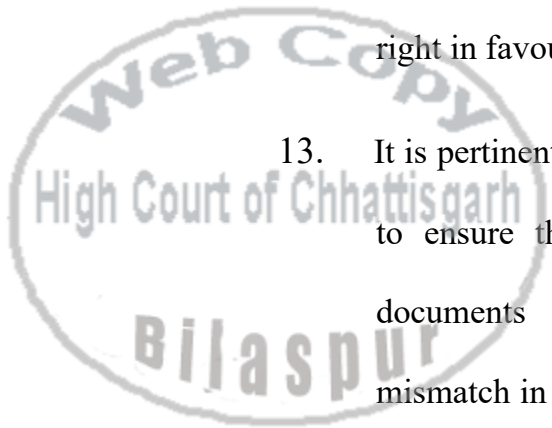 Web Copy
right in favou
13. It is pertinent
High Court of Chhattisgarh
to ensure th
documents
Bilaspur
mismatch in